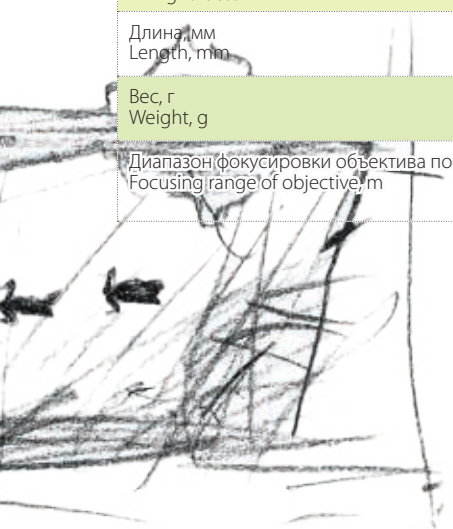 Длина, мм
Length, mm
Вес, г
Weight, g
Диапазон фокусировки объектива по
Focusing range of objective, m